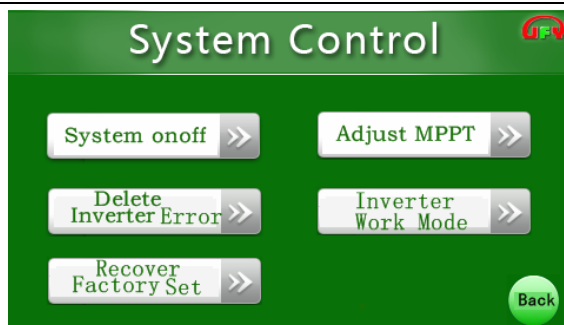 System Control
System onoff
Adjust MPPT
Delete
Inverter Error
Inverter
Work Mode
Recover
Factory Set
Back